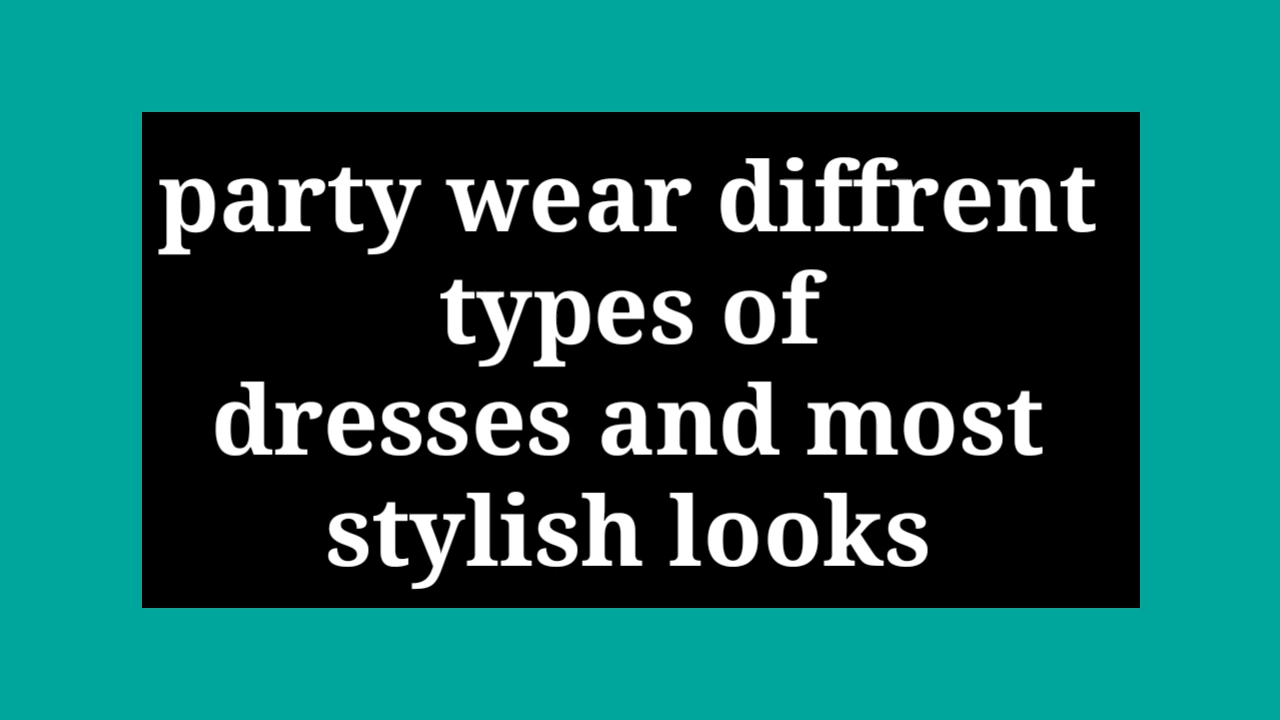 party wear diffrent
types of
dresses and most
stylish looks